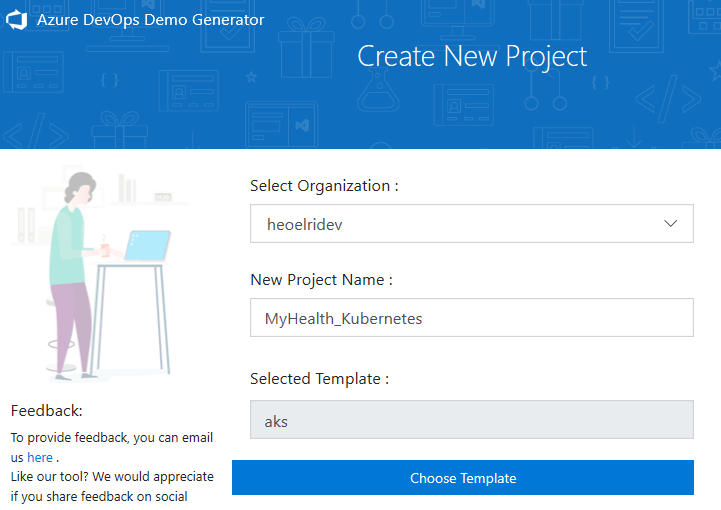 Azure DevOps Demo Generator
Create New Project
Select Organization :
heoelridev
New Project Name :
MyHealth_Kubernetes
Selected Template :
aks
Choose Template
Feedback:
To provide feedback, you can email
us here .
Like our tool? We would appreciate
if you share feedback on social